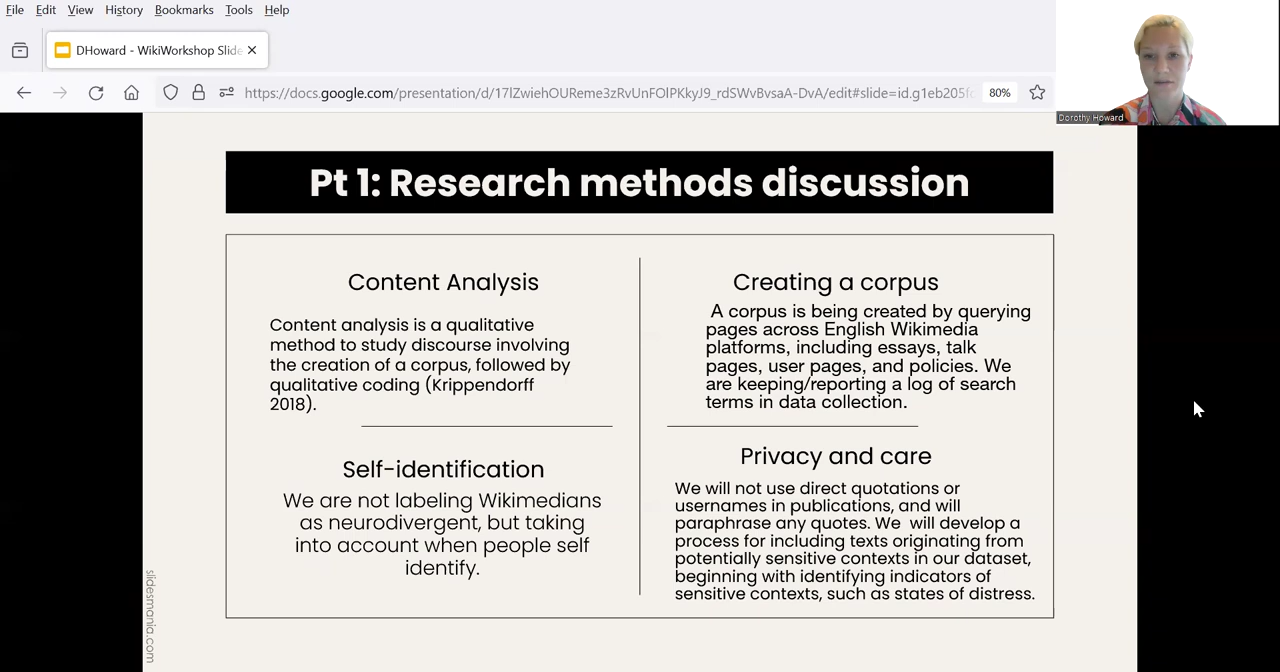 File Edit View History Bookmarks Tools Help
DHoward - WikiWorkshop Slide
https://docs.google.com/presentation/d/17lZwiehOUReme3zRvUnFOlPKkyJ9_rdSWvBvsaA-DvA/edit#slide=id.g1eb205f
80%
Dorothy Howard
Pt 1: Research methods discussion
Content Analysis
Content analysis is a qualitative
method to study discourse involving
the creation of a corpus, followed by
qualitative coding (Krippendorff
2018).
Creating a corpus
A corpus is being created by querying
pages across English Wikimedia
platforms, including essays, talk
pages, user pages, and policies. We
are keeping/reporting a log of search
terms in data collection.
Self-identification
We are not labeling Wikimedians
as neurodivergent, but taking
into account when people self
identify.
Privacy and care
We will not use direct quotations or
usernames in publications, and will
paraphrase any quotes. We will develop a
process for including texts originating from
potentially sensitive contexts in our dataset,
beginning with identifying indicators of
sensitive contexts, such as states of distress.
slidesmania.com